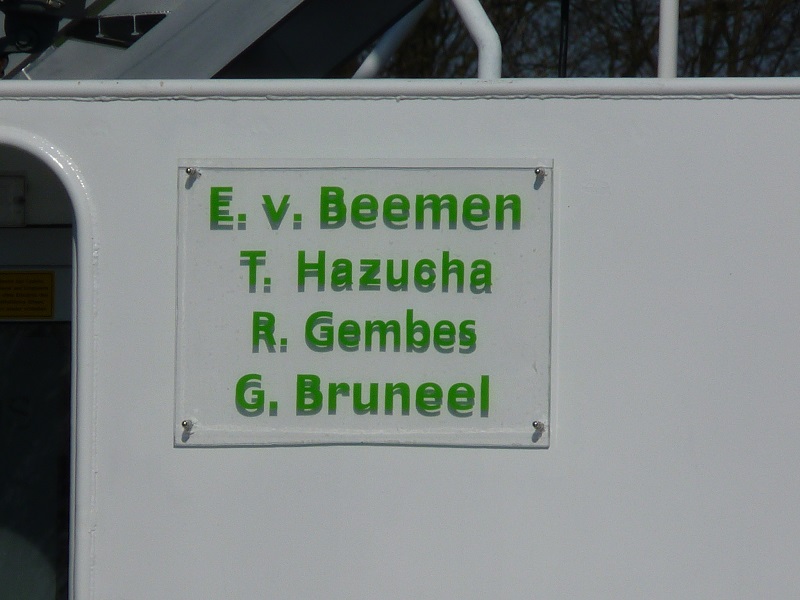 E. v. Beemen
T. Hazucha
R. Gembes
G. Bruneel